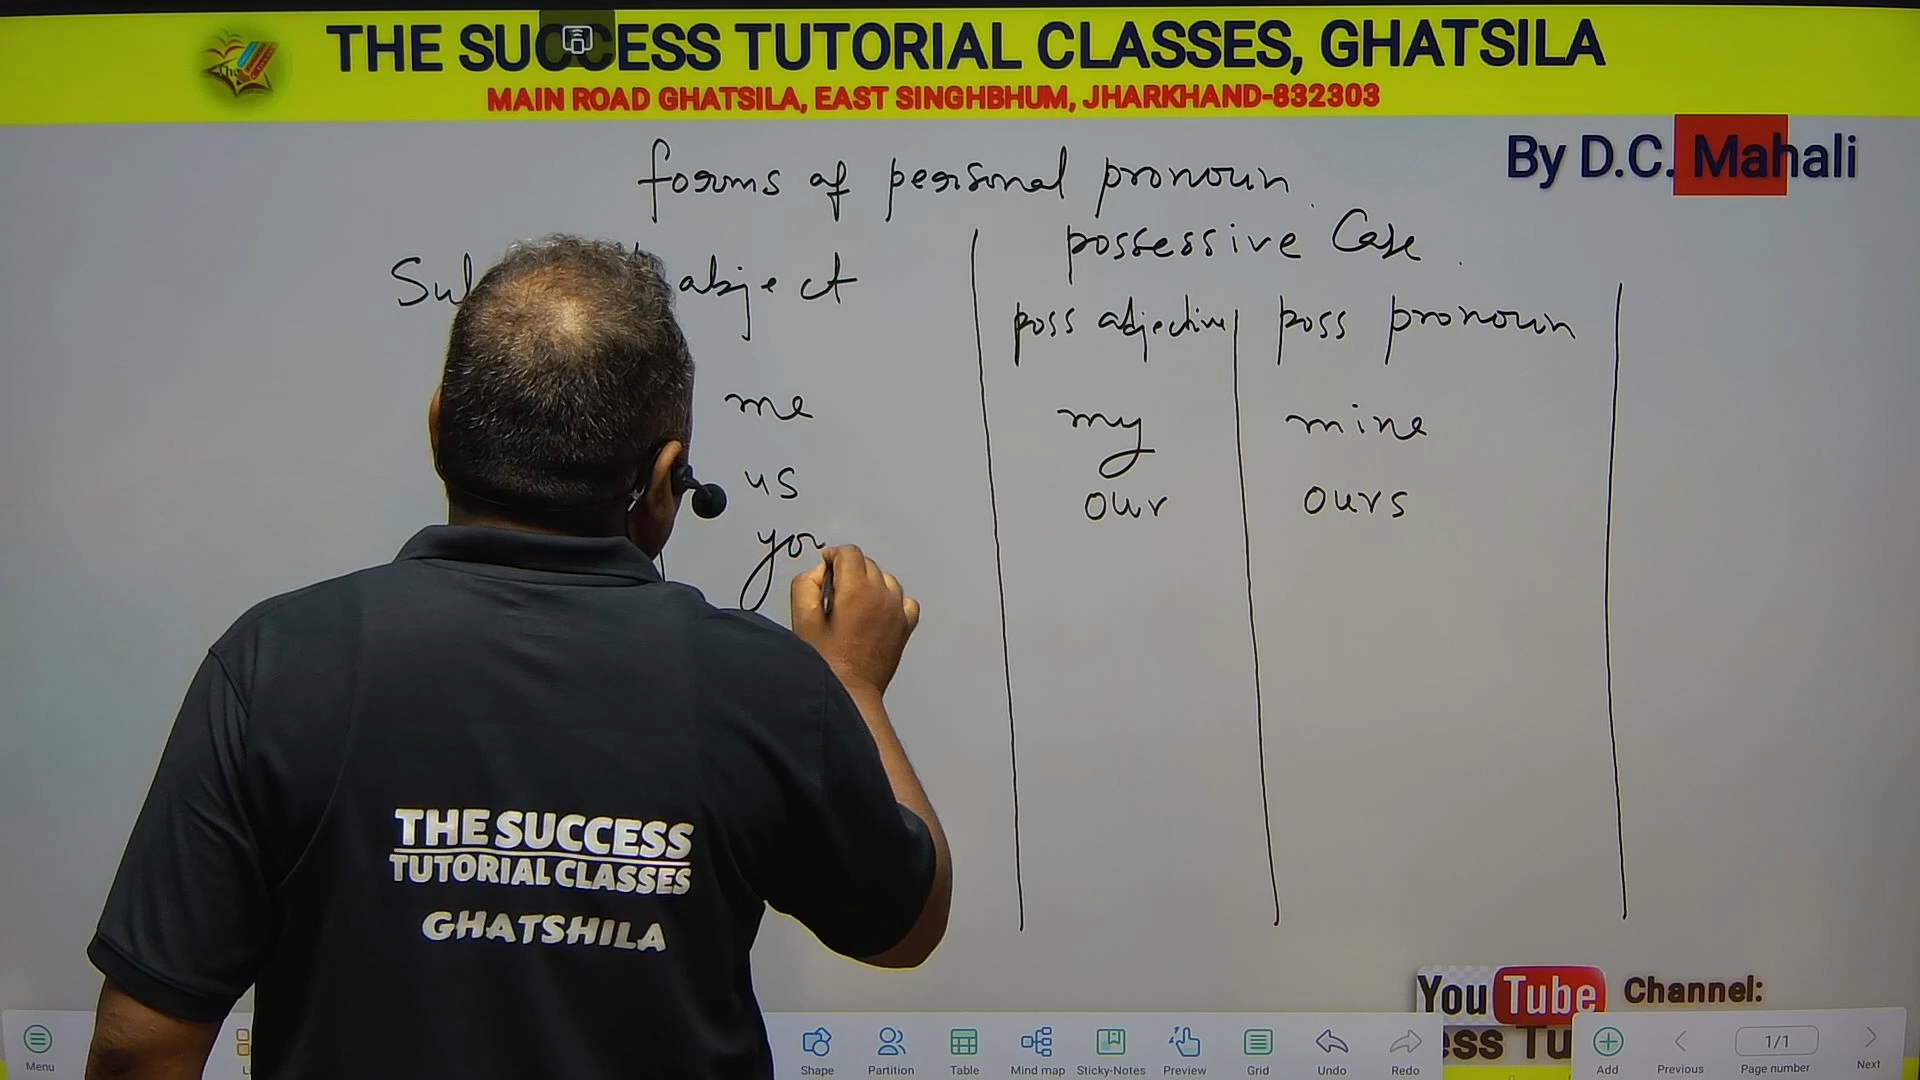 THE SUCCESS TUTORIAL CLASSES, GHATSILA
MAIN ROAD GHATSILA, EAST SINGHBHUM, JHARKHAND-832303
By D.C. Mahali
forms of personal pronoun
possessive Case
object
poss adjective poss pronoun
me my mine
us our ours
you
THE SUCCESS
TUTORIAL CLASSES
GHATSHILA
YouTube Channel:
Menu
Shape Partition Table Mind map Sticky-Notes Preview Grid Undo Redo
Add Previous 1/1 Page number Next